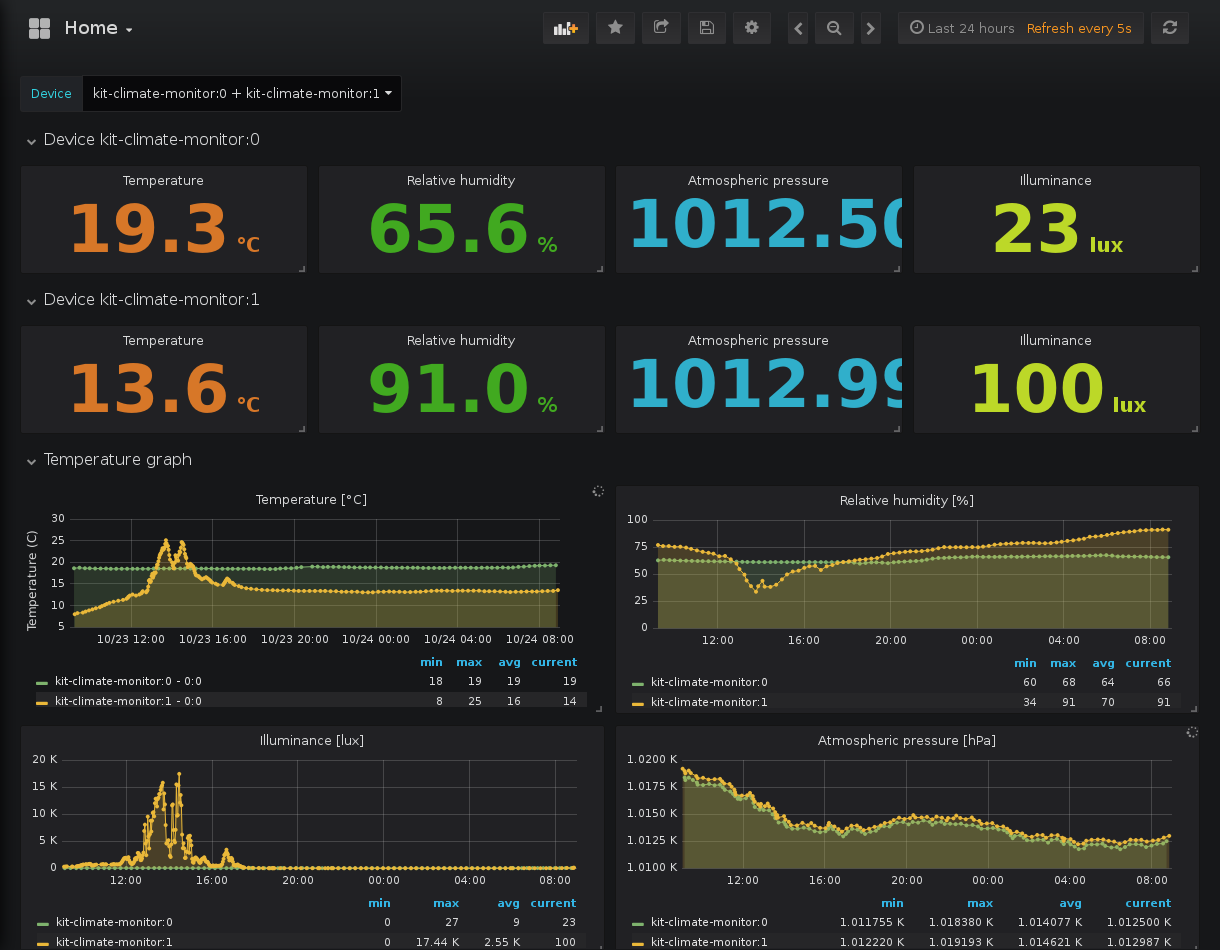 Home
Last 24 hours Refresh every 5s
Device kit-climate-monitor:0 + kit-climate-monitor:1
Device kit-climate-monitor:0
Temperature Relative humidity Atmospheric pressure Illuminance
19.3 °C 65.6 % 1012.50 23 lux
Device kit-climate-monitor:1
Temperature Relative humidity Atmospheric pressure Illuminance
13.6 °C 91.0 % 1012.99 100 lux
Temperature graph
Temperature [°C]
Temperature (C)
30
25
20
15
10
5
10/23 12:00 10/23 16:00 10/23 20:00 10/24 00:00 10/24 04:00 10/24 08:00
min max avg current
kit-climate-monitor:0 - 0:0 18 19 19 19
kit-climate-monitor:1 - 0:0 8 25 16 14
Relative humidity [%]
100
75
50
25
0
12:00 16:00 20:00 00:00 04:00 08:00
min max avg current
kit-climate-monitor:0 60 68 64 66
kit-climate-monitor:1 34 91 70 91
Illuminance [lux]
20 K
15 K
10 K
5 K
0
12:00 16:00 20:00 00:00 04:00 08:00
min max avg current
kit-climate-monitor:0 0 27 9 23
kit-climate-monitor:1 0 17.44 K 2.55 K 100
Atmospheric pressure [hPa]
1.0200 K
1.0175 K
1.0150 K
1.0125 K
1.0100 K
12:00 16:00 20:00 00:00 04:00 08:00
min max avg current
kit-climate-monitor:0 1.011755 K 1.018380 K 1.014077 K 1.012500 K
kit-climate-monitor:1 1.012220 K 1.019193 K 1.014621 K 1.012987 K